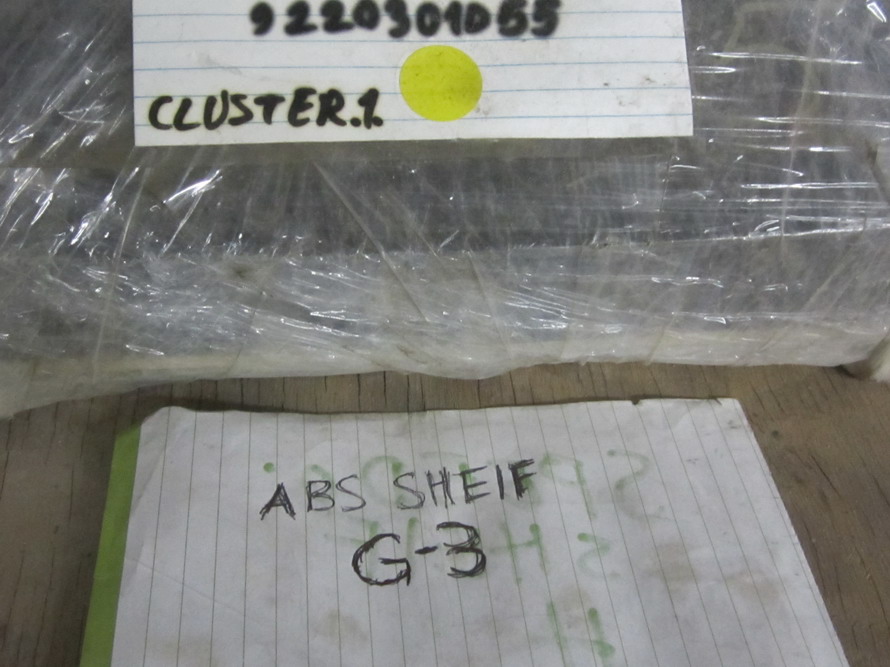 9220301055
CLUSTER.1.
ABS SHEIF
G-3